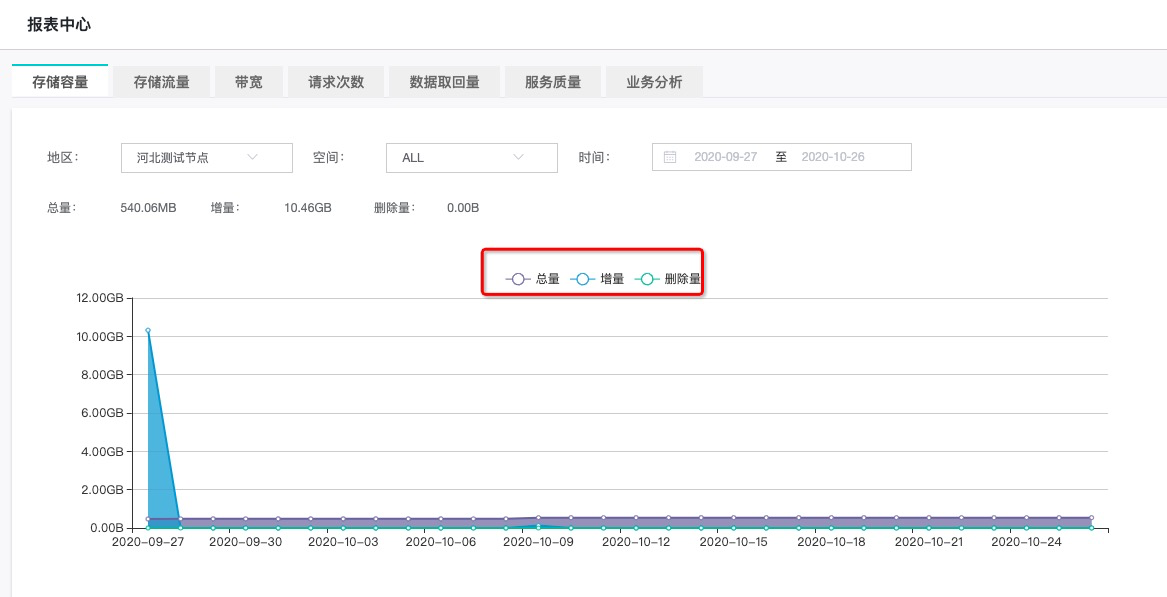 报表中心
存储容量 存储流量 带宽 请求次数 数据取回量 服务质量 业务分析
地区： 河北测试节点 空间： ALL 时间： 2020-09-27 至 2020-10-26
总量： 540.06MB 增量： 10.46GB 删除量： 0.00B
总量 增量 删除量
12.00GB
10.00GB
8.00GB
6.00GB
4.00GB
2.00GB
0.00B
2020-09-27 2020-09-30 2020-10-03 2020-10-06 2020-10-09 2020-10-12 2020-10-15 2020-10-18 2020-10-21 2020-10-24